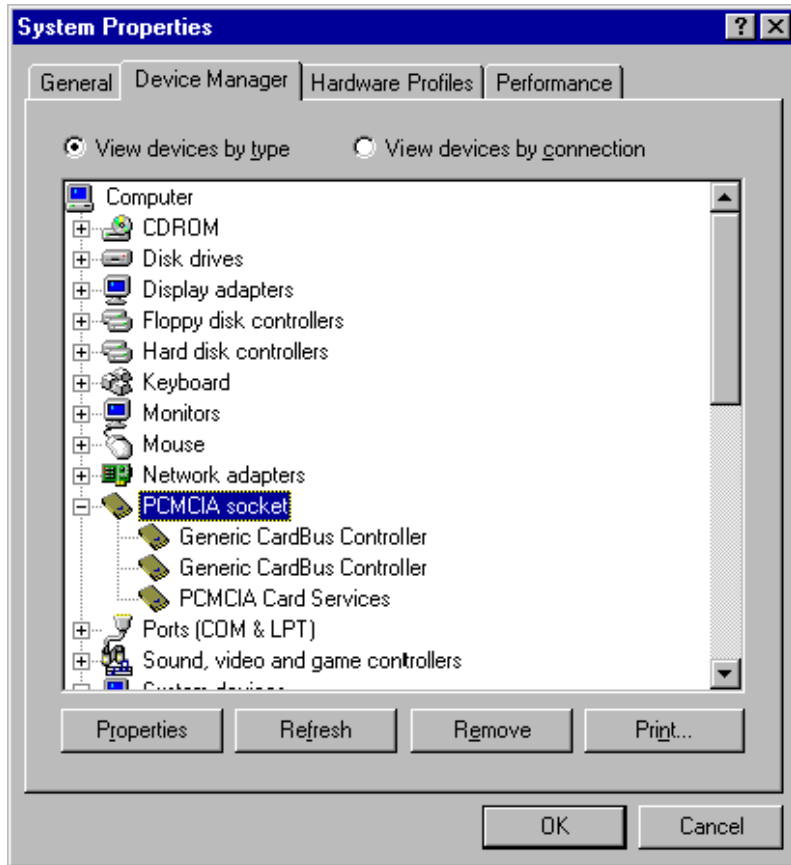 System Properties
General Device Manager Hardware Profiles Performance
View devices by type View devices by connection
Computer
CDROM
Disk drives
Display adapters
Floppy disk controllers
Hard disk controllers
Keyboard
Monitors
Mouse
Network adapters
PCMCIA socket
Generic CardBus Controller
Generic CardBus Controller
PCMCIA Card Services
Ports (COM & LPT)
Sound, video and game controllers
System devices
Properties Refresh Remove Print...
OK Cancel